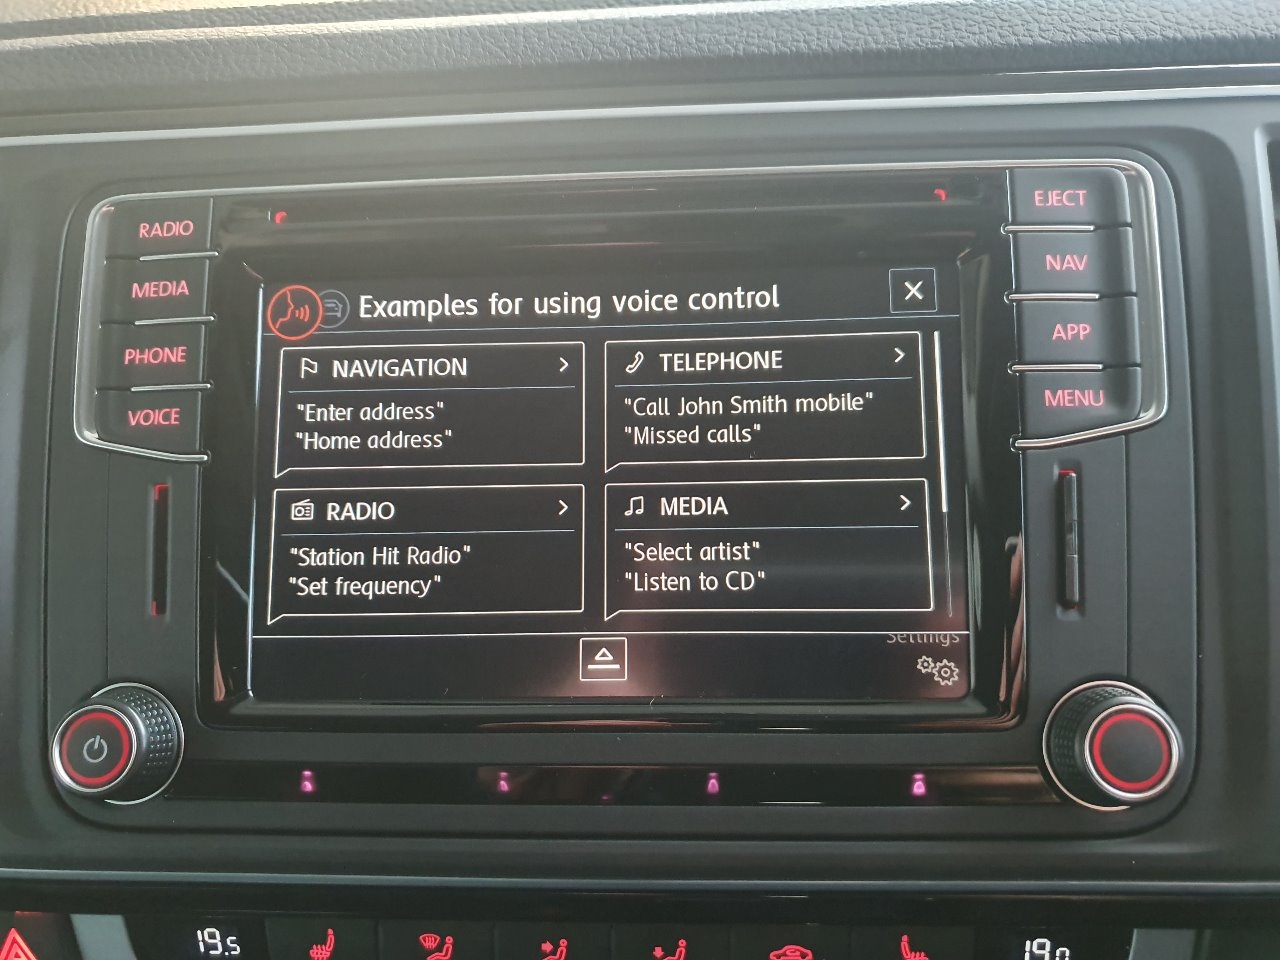 RADIO
MEDIA
PHONE
VOICE
EJECT
NAV
APP
MENU
Examples for using voice control
NAVIGATION
"Enter address"
"Home address"
TELEPHONE
"Call John Smith mobile"
"Missed calls"
RADIO
"Station Hit Radio"
"Set frequency"
MEDIA
"Select artist"
"Listen to CD"
Settings
19.5